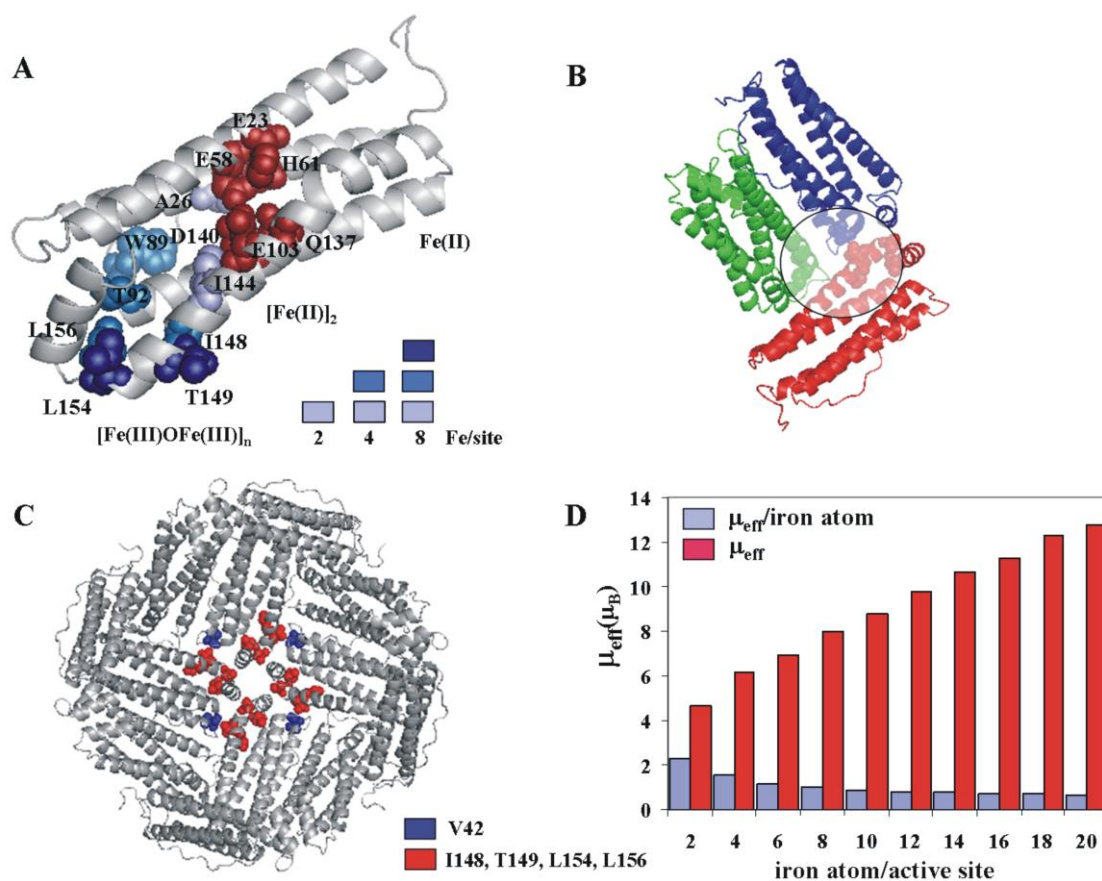 A
E23
E58
H61
A26
W89
D140
E103
Q137
Fe(II)
I144
T92
[Fe(II)]2
L156
I148
L154
T149
[Fe(III)OFe(III)]n
2 4 8 Fe/site
B
C
V42
I148, T149, L154, L156
D
μeff/iron atom
μeff
μeff(μB)
14
12
10
8
6
4
2
0
2 4 6 8 10 12 14 16 18 20
iron atom/active site